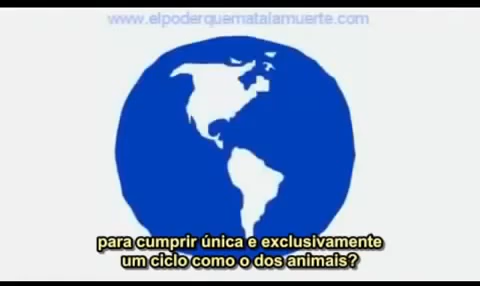 www.elpoderquematalamuerte.com
para cumprir única e exclusivamente
um ciclo como o dos animais?